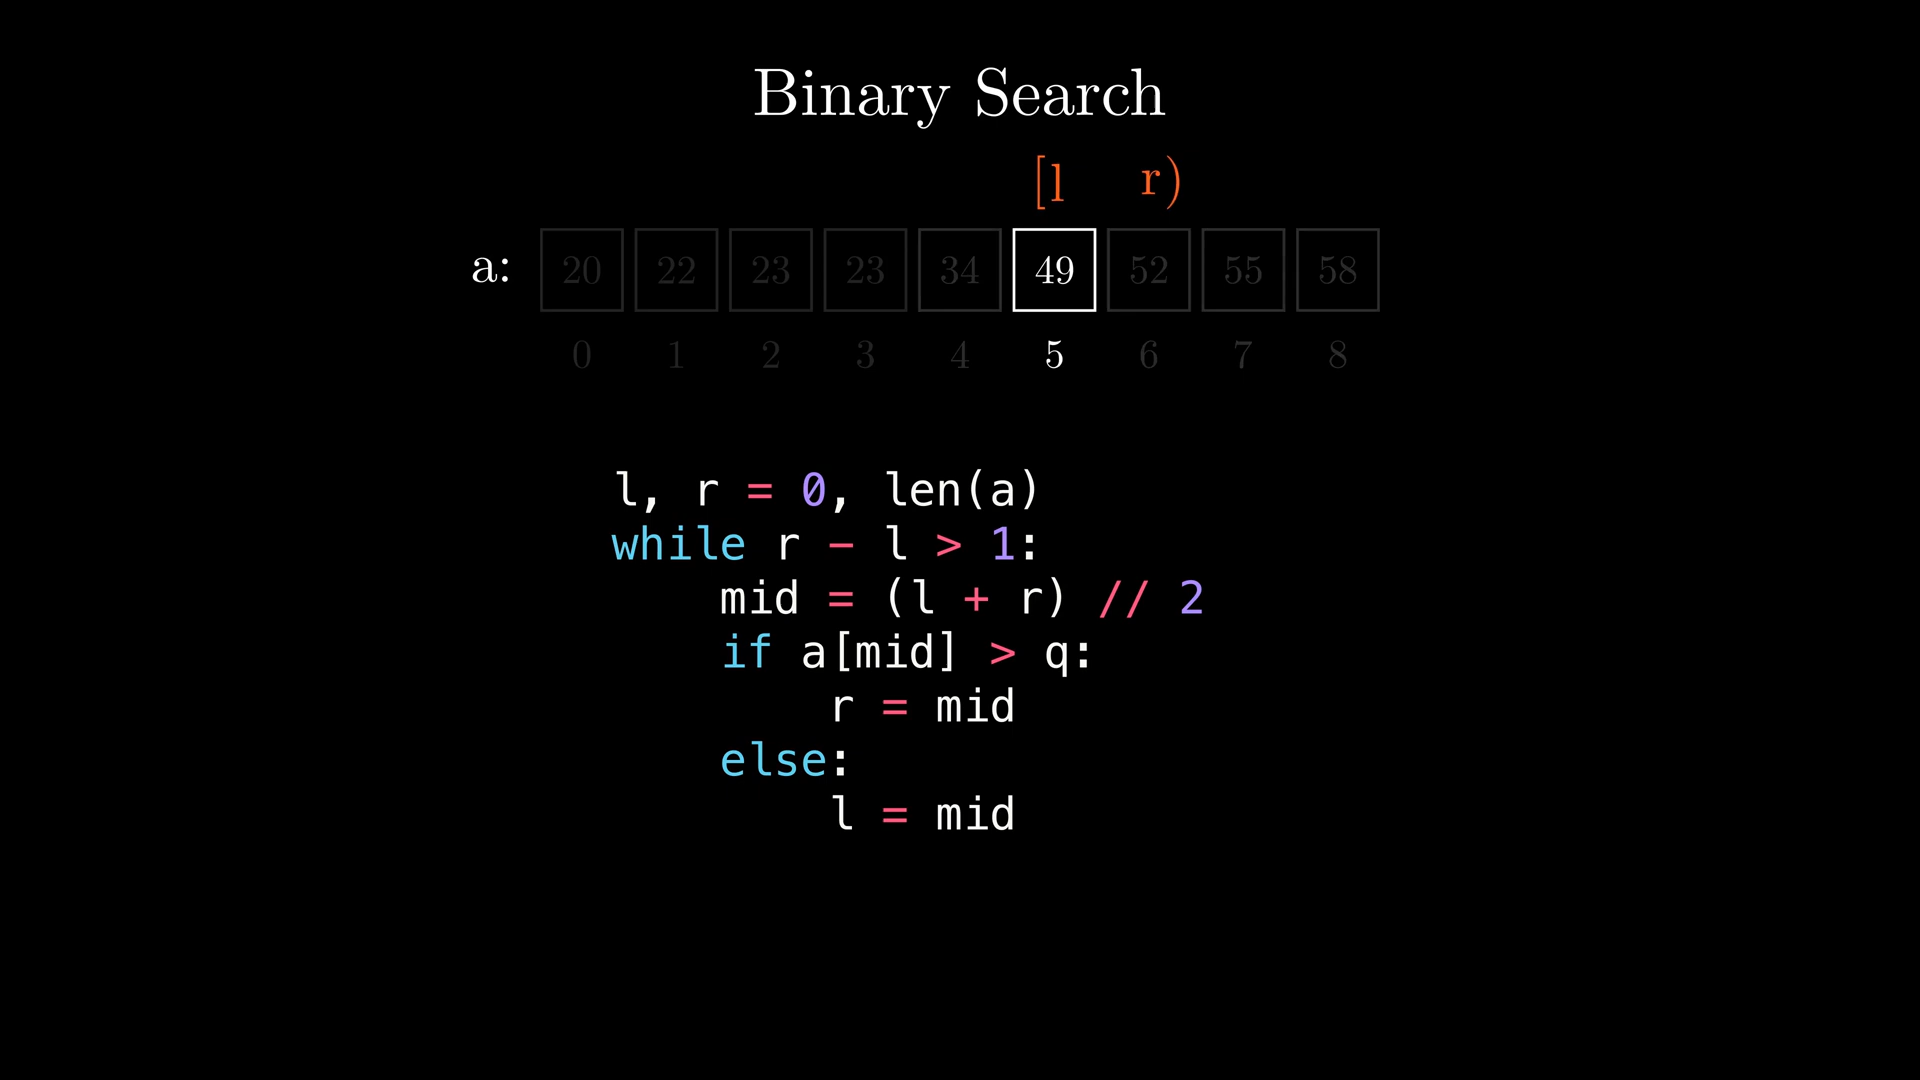 Binary Search
[l r)
a: 20 22 23 23 34 49 52 55 58
0 1 2 3 4 5 6 7 8
l, r = 0, len(a)
while r - l > 1:
    mid = (l + r) // 2
    if a[mid] > q:
        r = mid
    else:
        l = mid